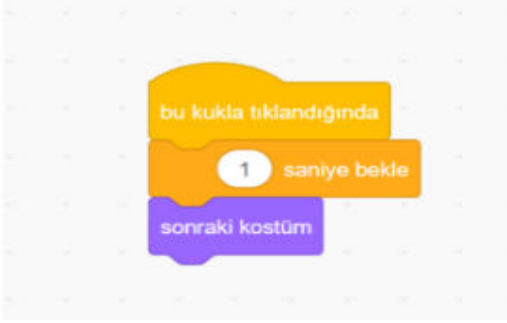 bu kukla tıklandığında
1 saniye bekle
sonraki kostüm